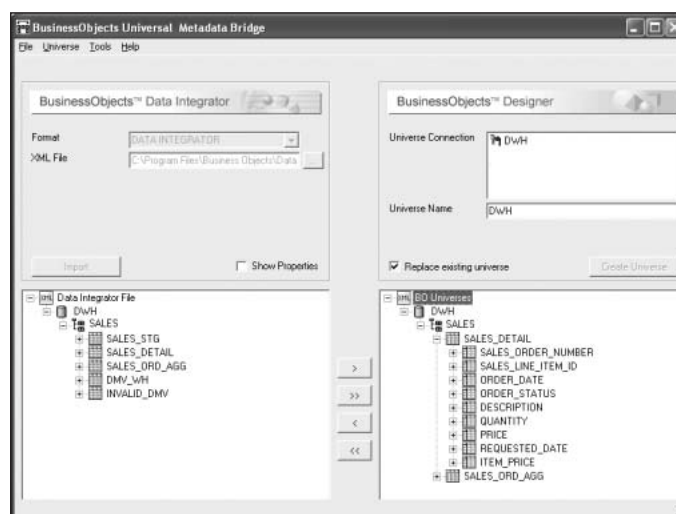 BusinessObjects Universal Metadata Bridge
File Universe Tools Help
BusinessObjects™ Data Integrator
Format DATA INTEGRATOR
XML File C:\Program Files\Business Objects\Data ...
Import Show Properties
BusinessObjects™ Designer
Universe Connection DWH
Universe Name DWH
Replace existing universe Create Universe
Data Integrator File
DWH
SALES
SALES_STG
SALES_DETAIL
SALES_ORD_AGG
DMV_WH
INVALID_DMV
>
>>
<
<<
BO Universes
DWH
SALES
SALES_DETAIL
SALES_ORDER_NUMBER
SALES_LINE_ITEM_ID
ORDER_DATE
ORDER_STATUS
DESCRIPTION
QUANTITY
PRICE
REQUESTED_DATE
ITEM_PRICE
SALES_ORD_AGG